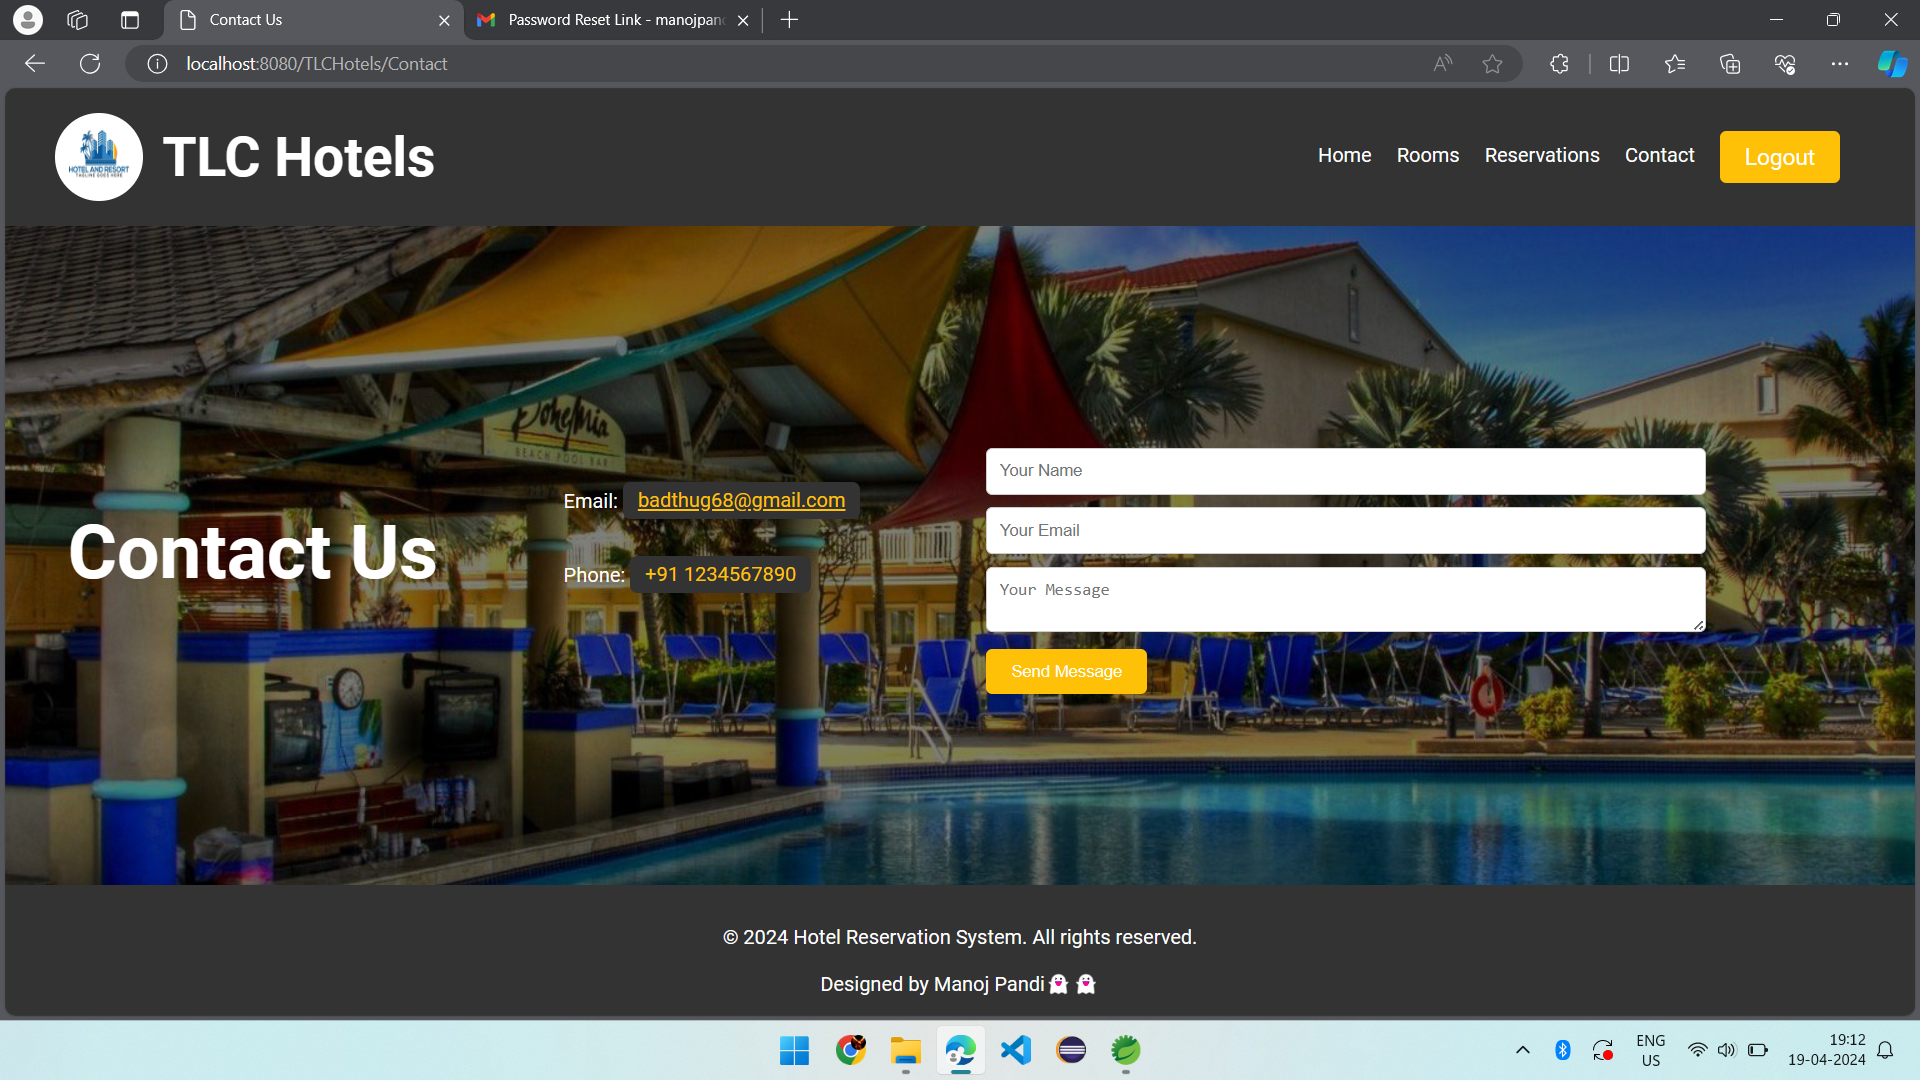 Contact Us
Password Reset Link - manojpan
localhost:8080/TLCHotels/Contact
HOTEL AND RESORT
TAGLINE GOES HERE
TLC Hotels
Home
Rooms
Reservations
Contact
Logout
Bohemia
BEACH POOL BAR
Contact Us
Email: badthug68@gmail.com
Phone: +91 1234567890
Your Name
Your Email
Your Message
Send Message
© 2024 Hotel Reservation System. All rights reserved.
Designed by Manoj Pandi👻👻
ENG
US
19:12
19-04-2024